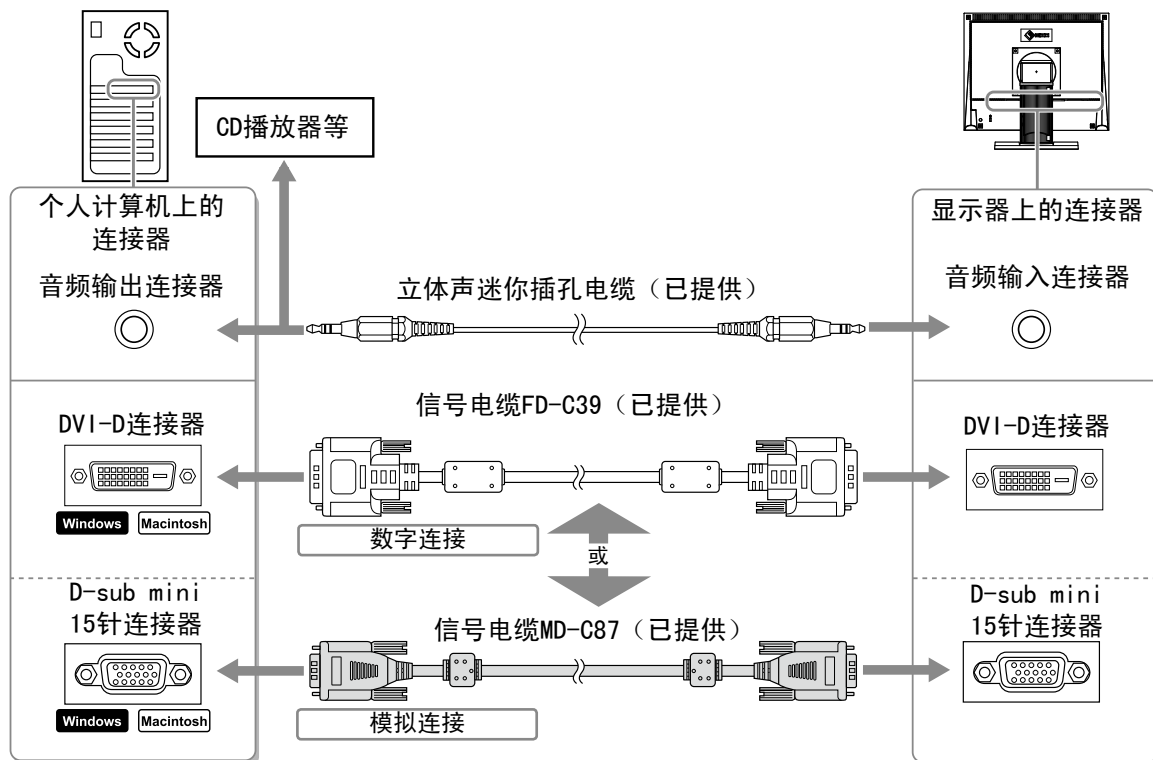 CD播放器等
个人计算机上的
连接器
显示器上的连接器
音频输出连接器
立体声迷你插孔电缆（已提供）
音频输入连接器
DVI-D连接器
信号电缆FD-C39（已提供）
DVI-D连接器
Windows Macintosh
数字连接
或
D-sub mini
15针连接器
信号电缆MD-C87（已提供）
D-sub mini
15针连接器
Windows Macintosh
模拟连接